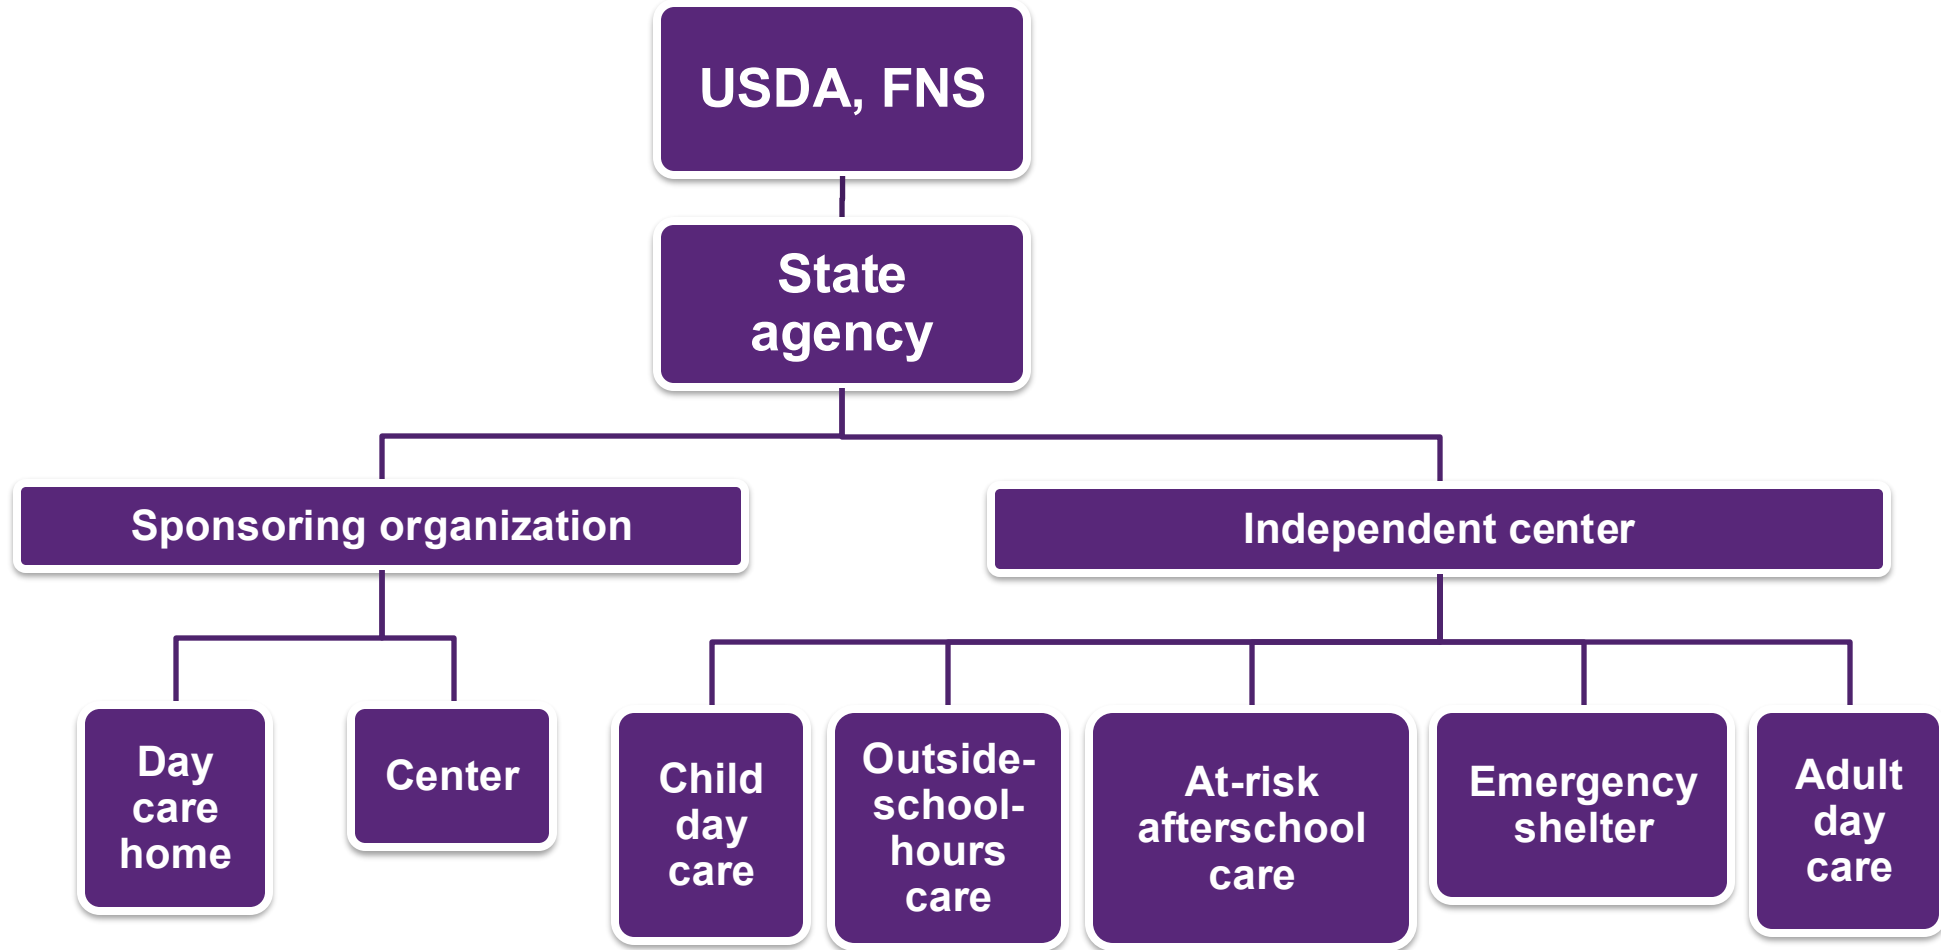 USDA, FNS
State
agency
Sponsoring organization
Independent center
Day
care
home
Center
Child
day
care
Outside-
school-
hours
care
At-risk
afterschool
care
Emergency
shelter
Adult
day
care